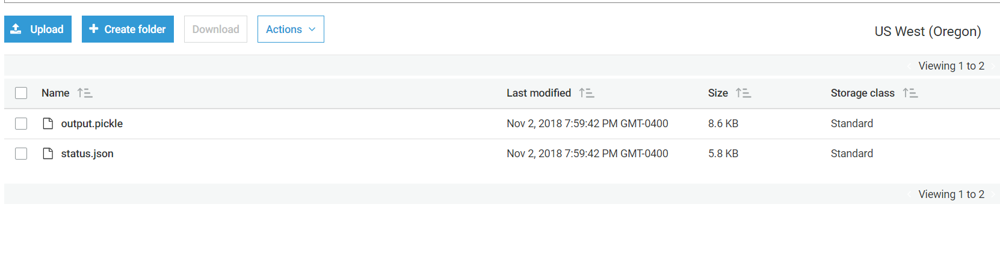 Upload Create folder Download Actions US West (Oregon)
Viewing 1 to 2
Name Last modified Size Storage class
output.pickle Nov 2, 2018 7:59:42 PM GMT-0400 8.6 KB Standard
status.json Nov 2, 2018 7:59:42 PM GMT-0400 5.8 KB Standard
Viewing 1 to 2